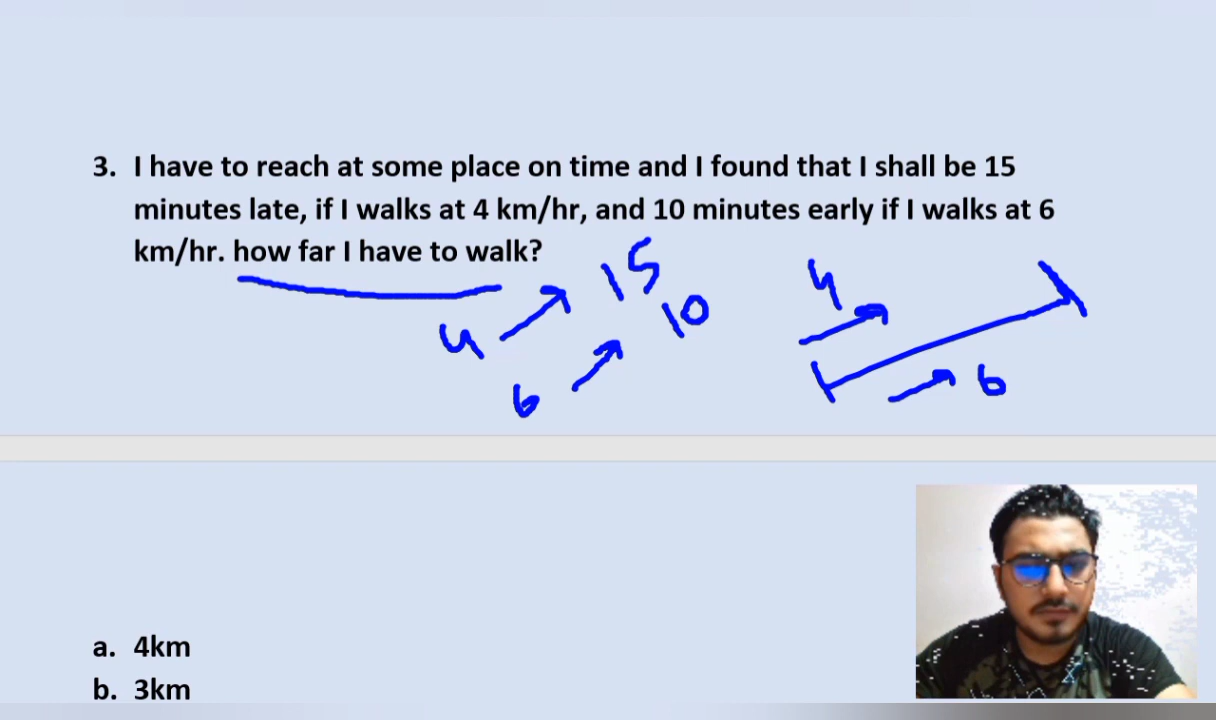 3. I have to reach at some place on time and I found that I shall be 15
minutes late, if I walks at 4 km/hr, and 10 minutes early if I walks at 6
km/hr. how far I have to walk?
15
4
10
4
6
6
a. 4km
b. 3km